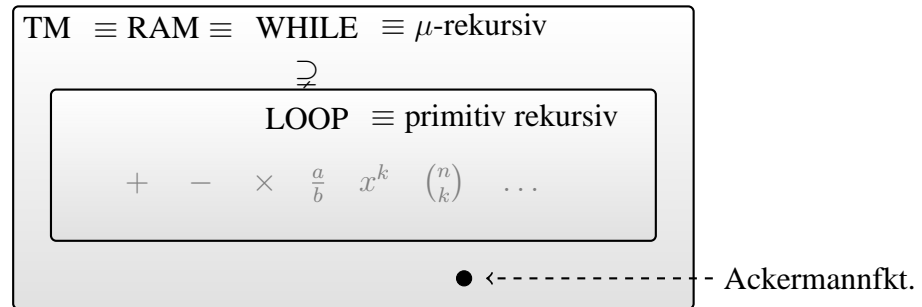 TM ≡ RAM ≡ WHILE ≡ μ-rekursiv
⊋
LOOP ≡ primitiv rekursiv
+ − × a/b x^k (n k) …
Ackermannfkt.